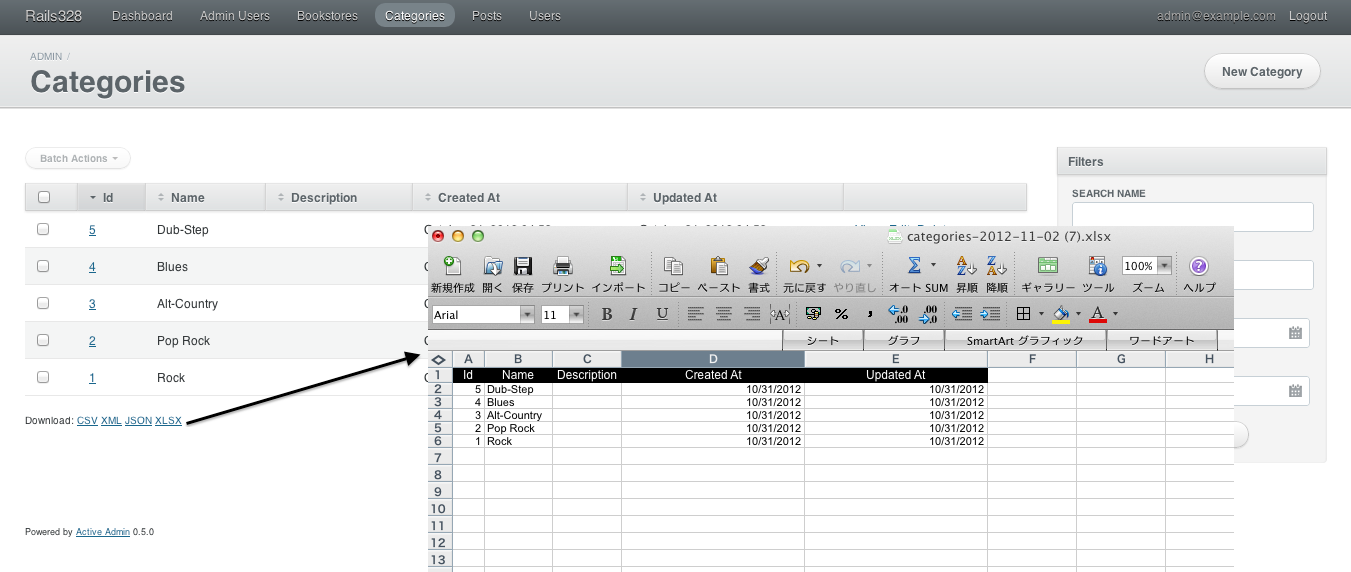 Rails328 Dashboard Admin Users Bookstores Categories Posts Users admin@example.com Logout
ADMIN /
Categories
New Category
Batch Actions
Id Name Description Created At Updated At
5 Dub-Step
4 Blues
3 Alt-Country
2 Pop Rock
1 Rock
Download: CSV XML JSON XLSX
Powered by Active Admin 0.5.0
Filters
SEARCH NAME
categories-2012-11-02 (7).xlsx
新規作成 開く 保存 プリント インポート コピー ペースト 書式 元に戻す やり直し オート SUM 昇順 降順 ギャラリー ツール 100% ズーム ヘルプ
Arial 11 B I U A %
シート グラフ SmartArt グラフィック ワードアート
A B C D E F G H
1 Id Name Description Created At Updated At
2 5 Dub-Step 10/31/2012 10/31/2012
3 4 Blues 10/31/2012 10/31/2012
4 3 Alt-Country 10/31/2012 10/31/2012
5 2 Pop Rock 10/31/2012 10/31/2012
6 1 Rock 10/31/2012 10/31/2012
7
8
9
10
11
12
13